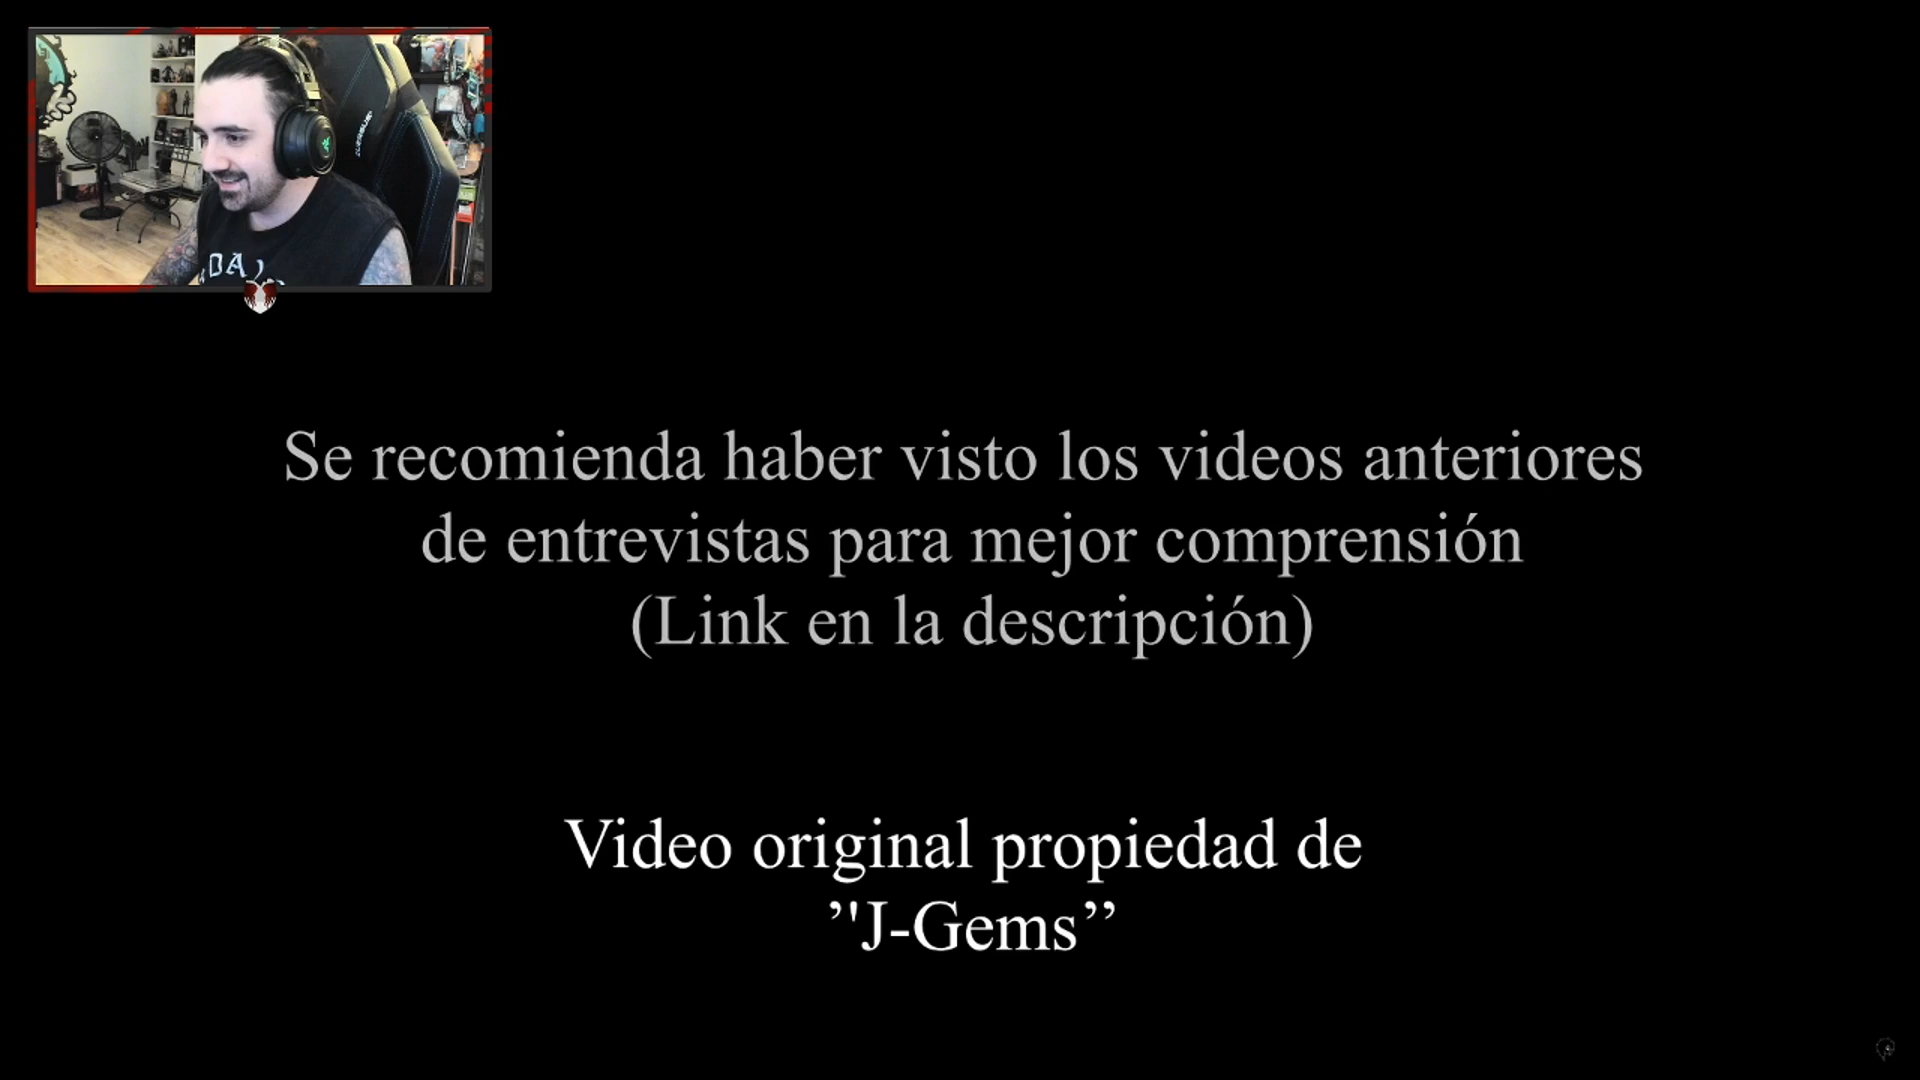 Se recomienda haber visto los videos anteriores
de entrevistas para mejor comprensión
(Link en la descripción)
Video original propiedad de
’'J-Gems’’